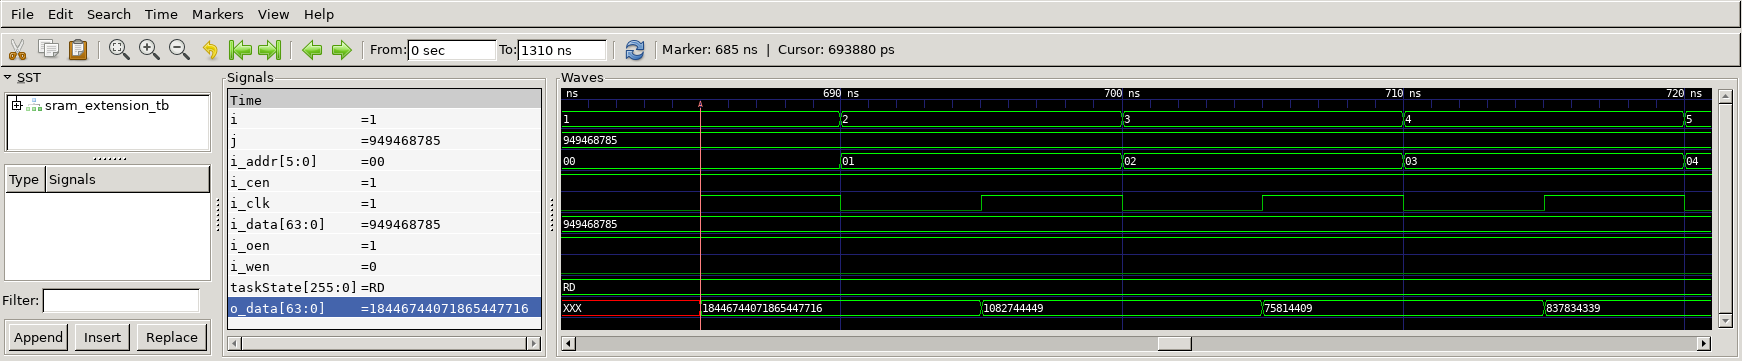 File Edit Search Time Markers View Help
From: 0 sec To: 1310 ns Marker: 685 ns | Cursor: 693880 ps
SST
sram_extension_tb
Type Signals
Filter:
Append Insert Replace
Signals
Time
i =1
j =949468785
i_addr[5:0] =00
i_cen =1
i_clk =1
i_data[63:0] =949468785
i_oen =1
i_wen =0
taskState[255:0] =RD
o_data[63:0] =18446744071865447716
Waves
ns 690 ns 700 ns 710 ns 720 ns
1 2 3 4 5
949468785
00 01 02 03 04
949468785
RD
XXX 18446744071865447716 1082744449 75814409 837834339